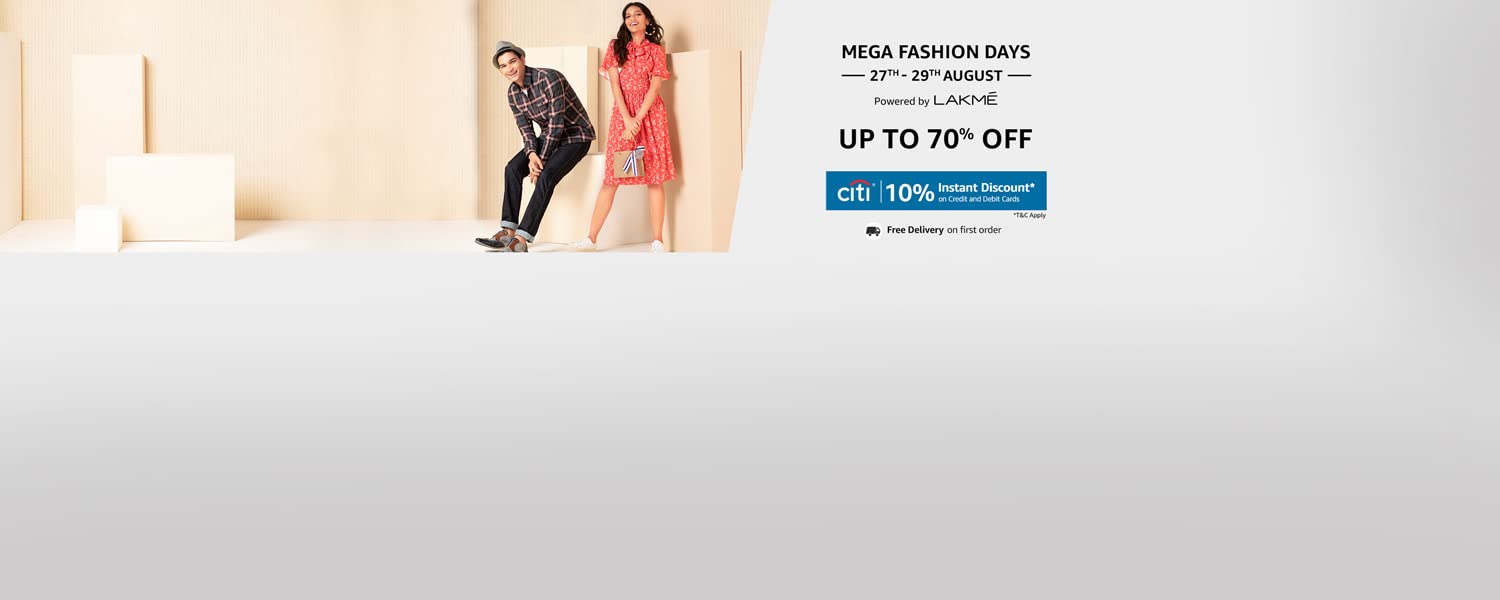 MEGA FASHION DAYS
27TH - 29TH AUGUST
Powered by LAKMÉ
UP TO 70% OFF
citi | 10% Instant Discount*
on Credit and Debit Cards
*T&C Apply
Free Delivery on first order